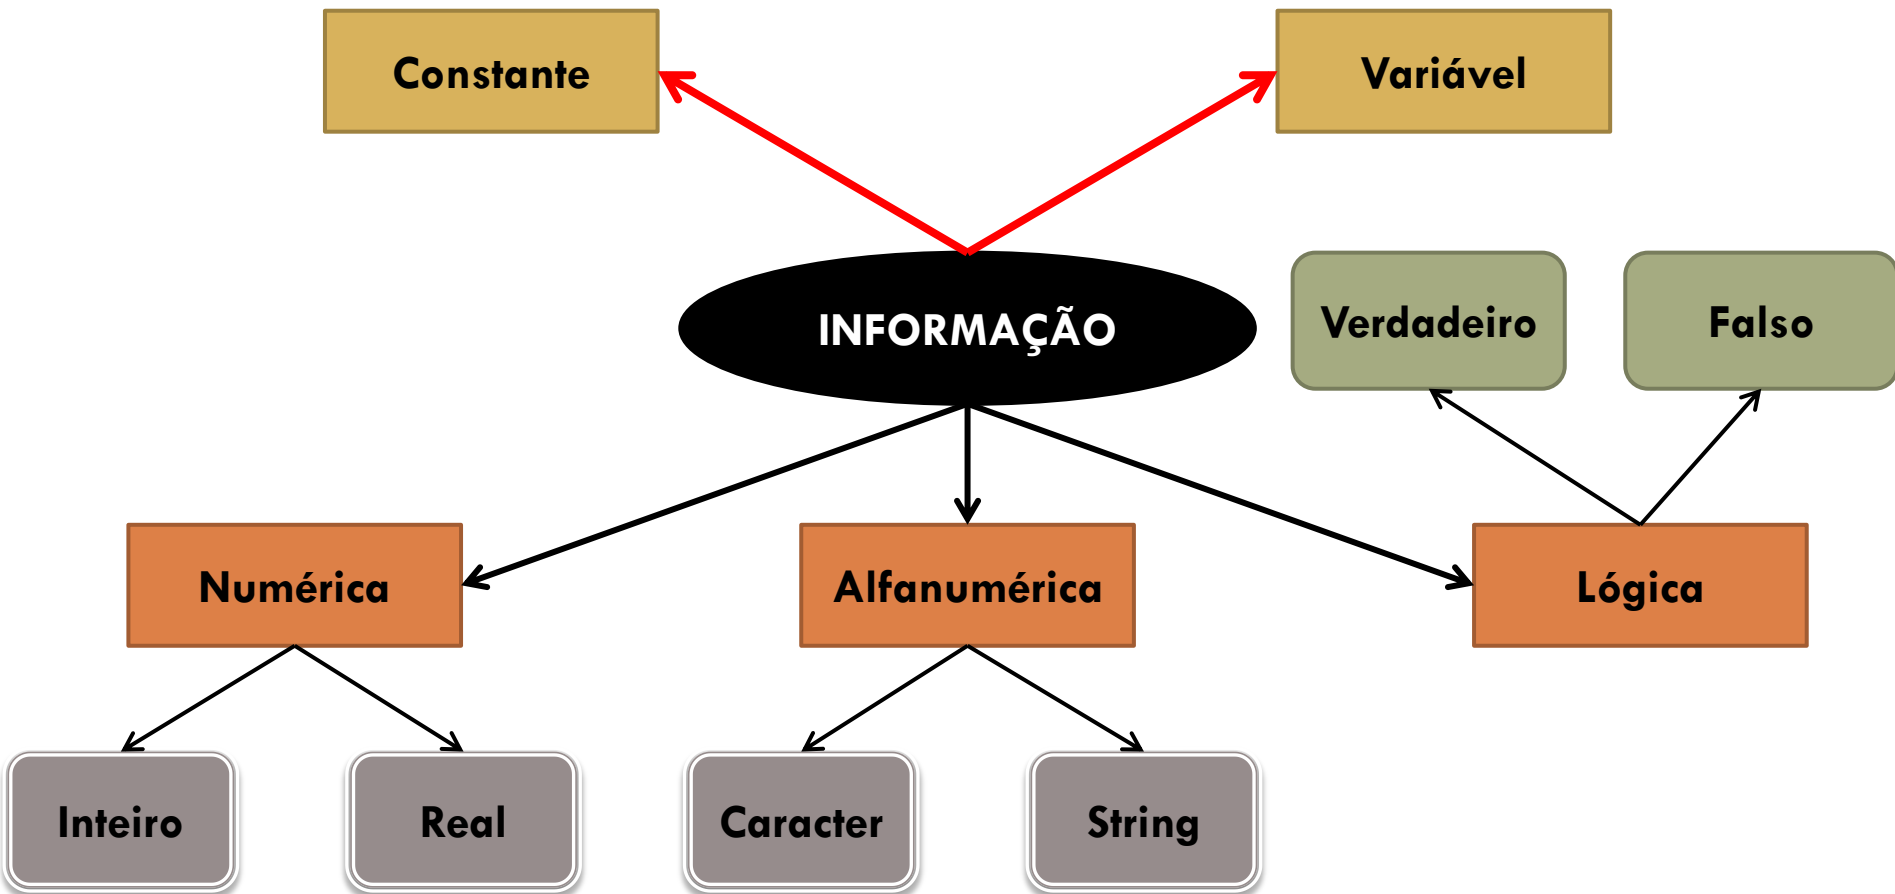 Constante
Variável
INFORMAÇÃO
Verdadeiro
Falso
Numérica
Alfanumérica
Lógica
Inteiro
Real
Caracter
String